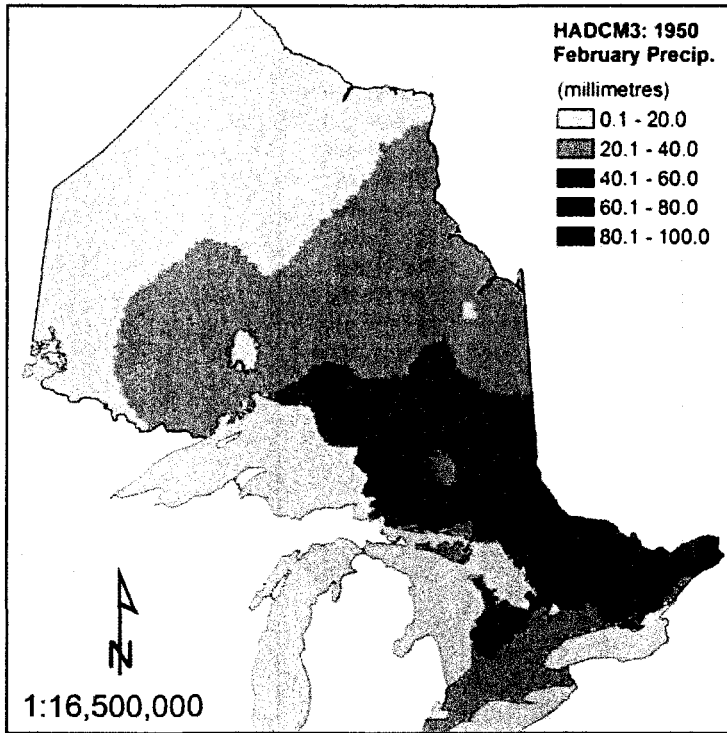 HADCM3: 1950
February Precip.
(millimetres)
0.1 - 20.0
20.1 - 40.0
40.1 - 60.0
60.1 - 80.0
80.1 - 100.0
N
1:16,500,000